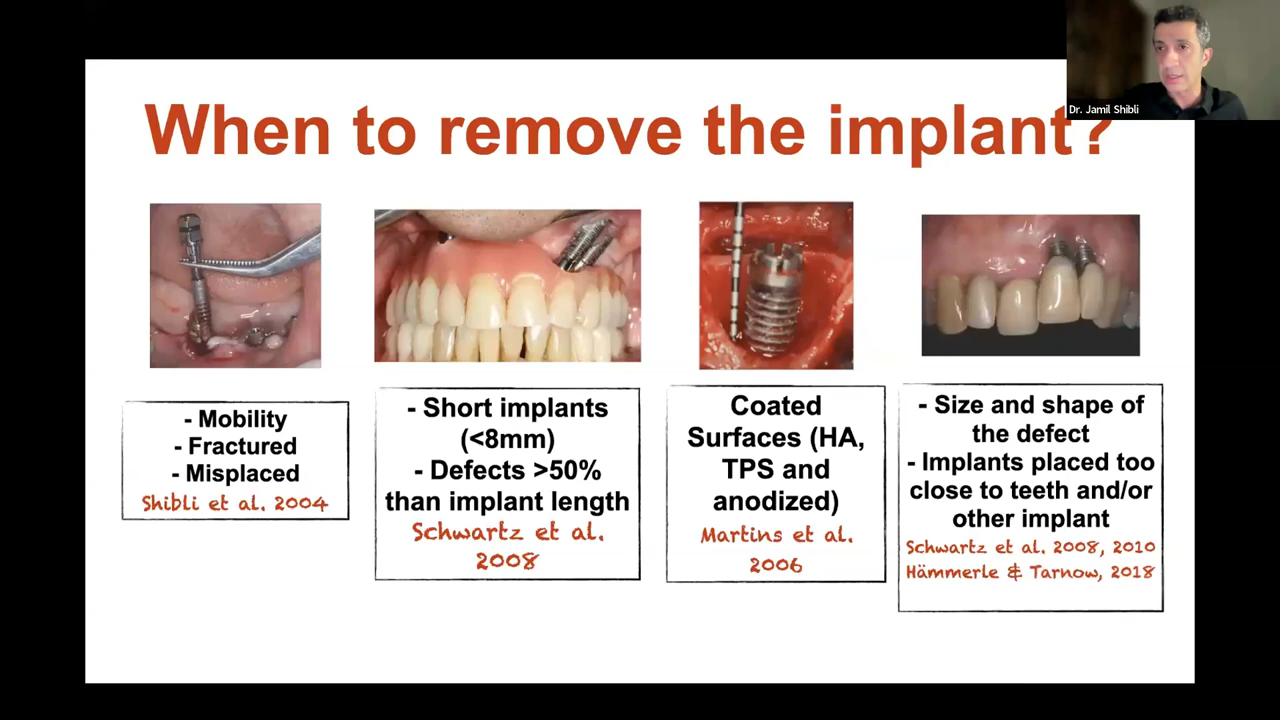 Dr. Jamil Shibli
When to remove the implant?
- Mobility
- Fractured
- Misplaced
Shibli et al. 2004
- Short implants
(<8mm)
- Defects >50%
than implant length
Schwartz et al.
2008
Coated
Surfaces (HA,
TPS and
anodized)
Martins et al.
2006
- Size and shape of
the defect
- Implants placed too
close to teeth and/or
other implant
Schwartz et al. 2008, 2010
Hämmerle & Tarnow, 2018